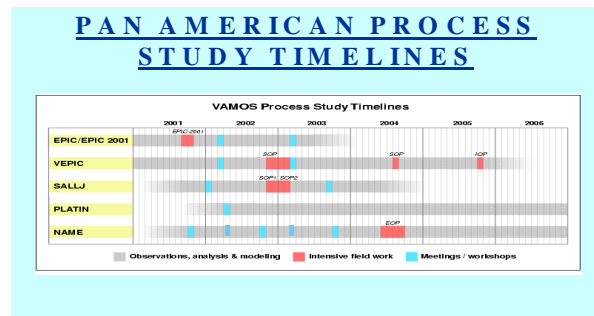 PAN AMERICAN PROCESS
STUDY TIMELINES
VAMOS Process Study Timelines
2001 2002 2003 2004 2005 2006
EPIC 2001
EPIC/EPIC 2001
SOP SOP IOP
VEPIC
SOP1 SOP2
SALLJ
PLATIN
EOP
NAME
Observations, analysis & modeling Intensive field work Meetings / workshops